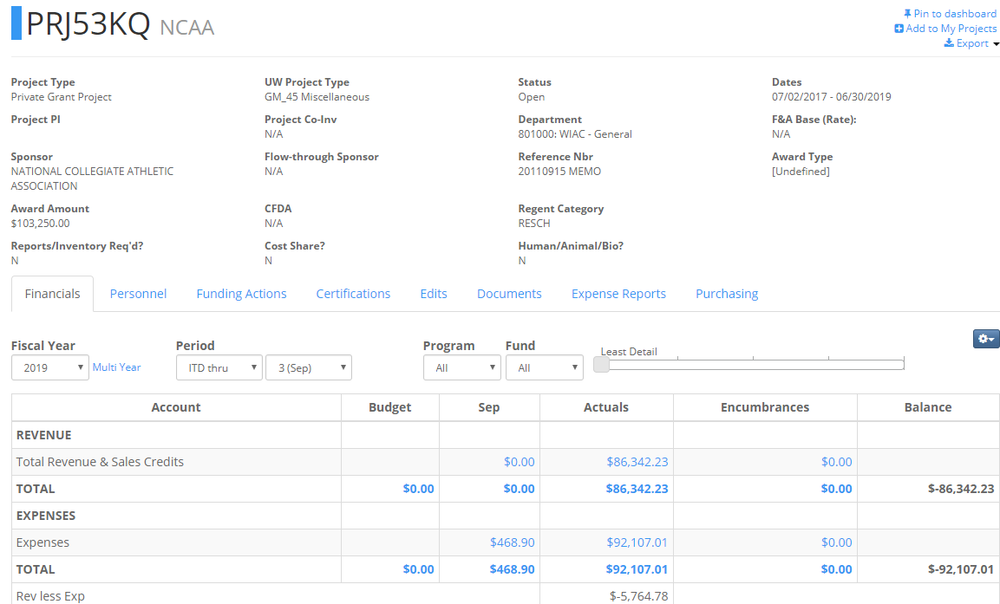 PRJ53KQ NCAA
Pin to dashboard
Add to My Projects
Export
Project Type UW Project Type Status Dates
Private Grant Project GM_45 Miscellaneous Open 07/02/2017 - 06/30/2019
Project PI Project Co-Inv Department F&A Base (Rate):
N/A 801000: WIAC - General N/A
Sponsor Flow-through Sponsor Reference Nbr Award Type
NATIONAL COLLEGIATE ATHLETIC N/A 20110915 MEMO [Undefined]
ASSOCIATION
Award Amount CFDA Regent Category
$103,250.00 N/A RESCH
Reports/Inventory Req'd? Cost Share? Human/Animal/Bio?
N N N
Financials Personnel Funding Actions Certifications Edits Documents Expense Reports Purchasing
Fiscal Year Period Program Fund Least Detail
2019 Multi Year ITD thru 3 (Sep) All All
Account Budget Sep Actuals Encumbrances Balance
REVENUE
Total Revenue & Sales Credits $0.00 $86,342.23 $0.00
TOTAL $0.00 $0.00 $86,342.23 $0.00 $-86,342.23
EXPENSES
Expenses $468.90 $92,107.01 $0.00
TOTAL $0.00 $468.90 $92,107.01 $0.00 $-92,107.01
Rev less Exp $-5,764.78